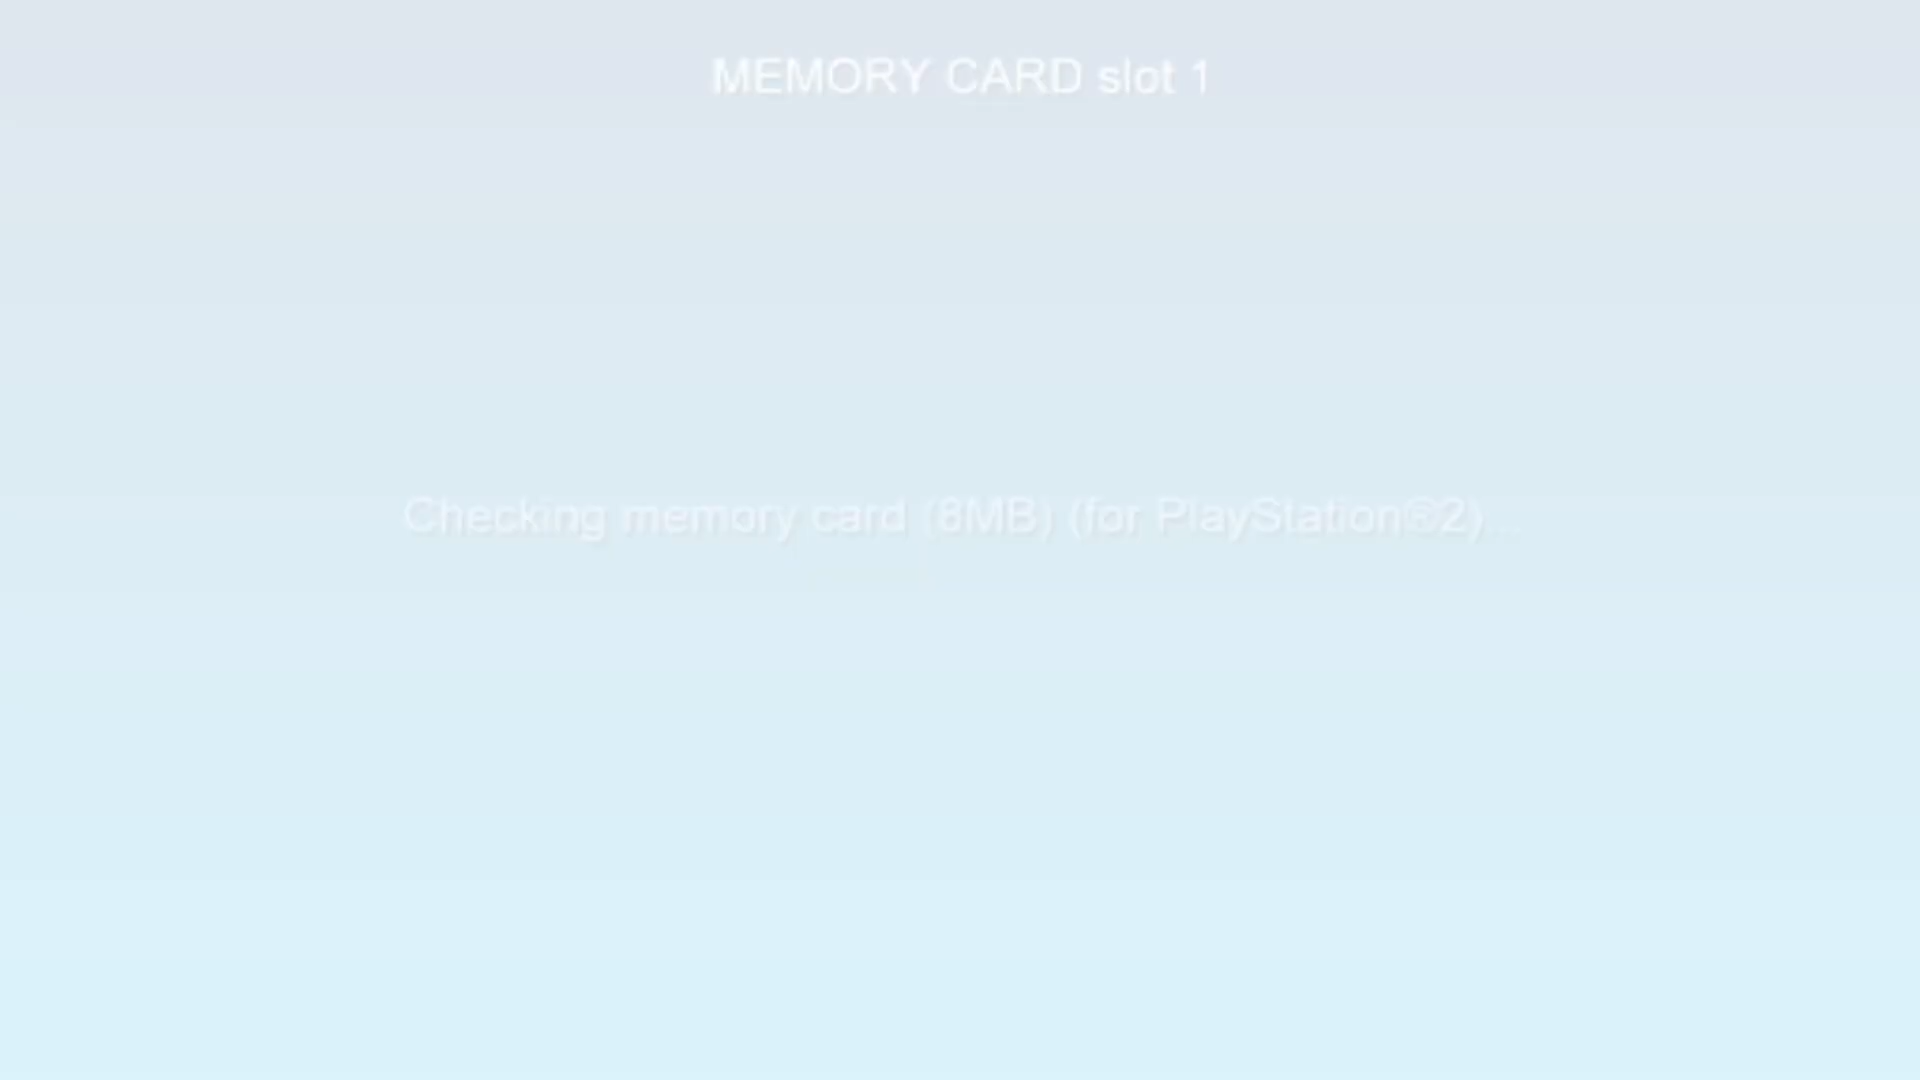 MEMORY CARD slot 1
Checking memory card (8MB) (for PlayStation®2)...